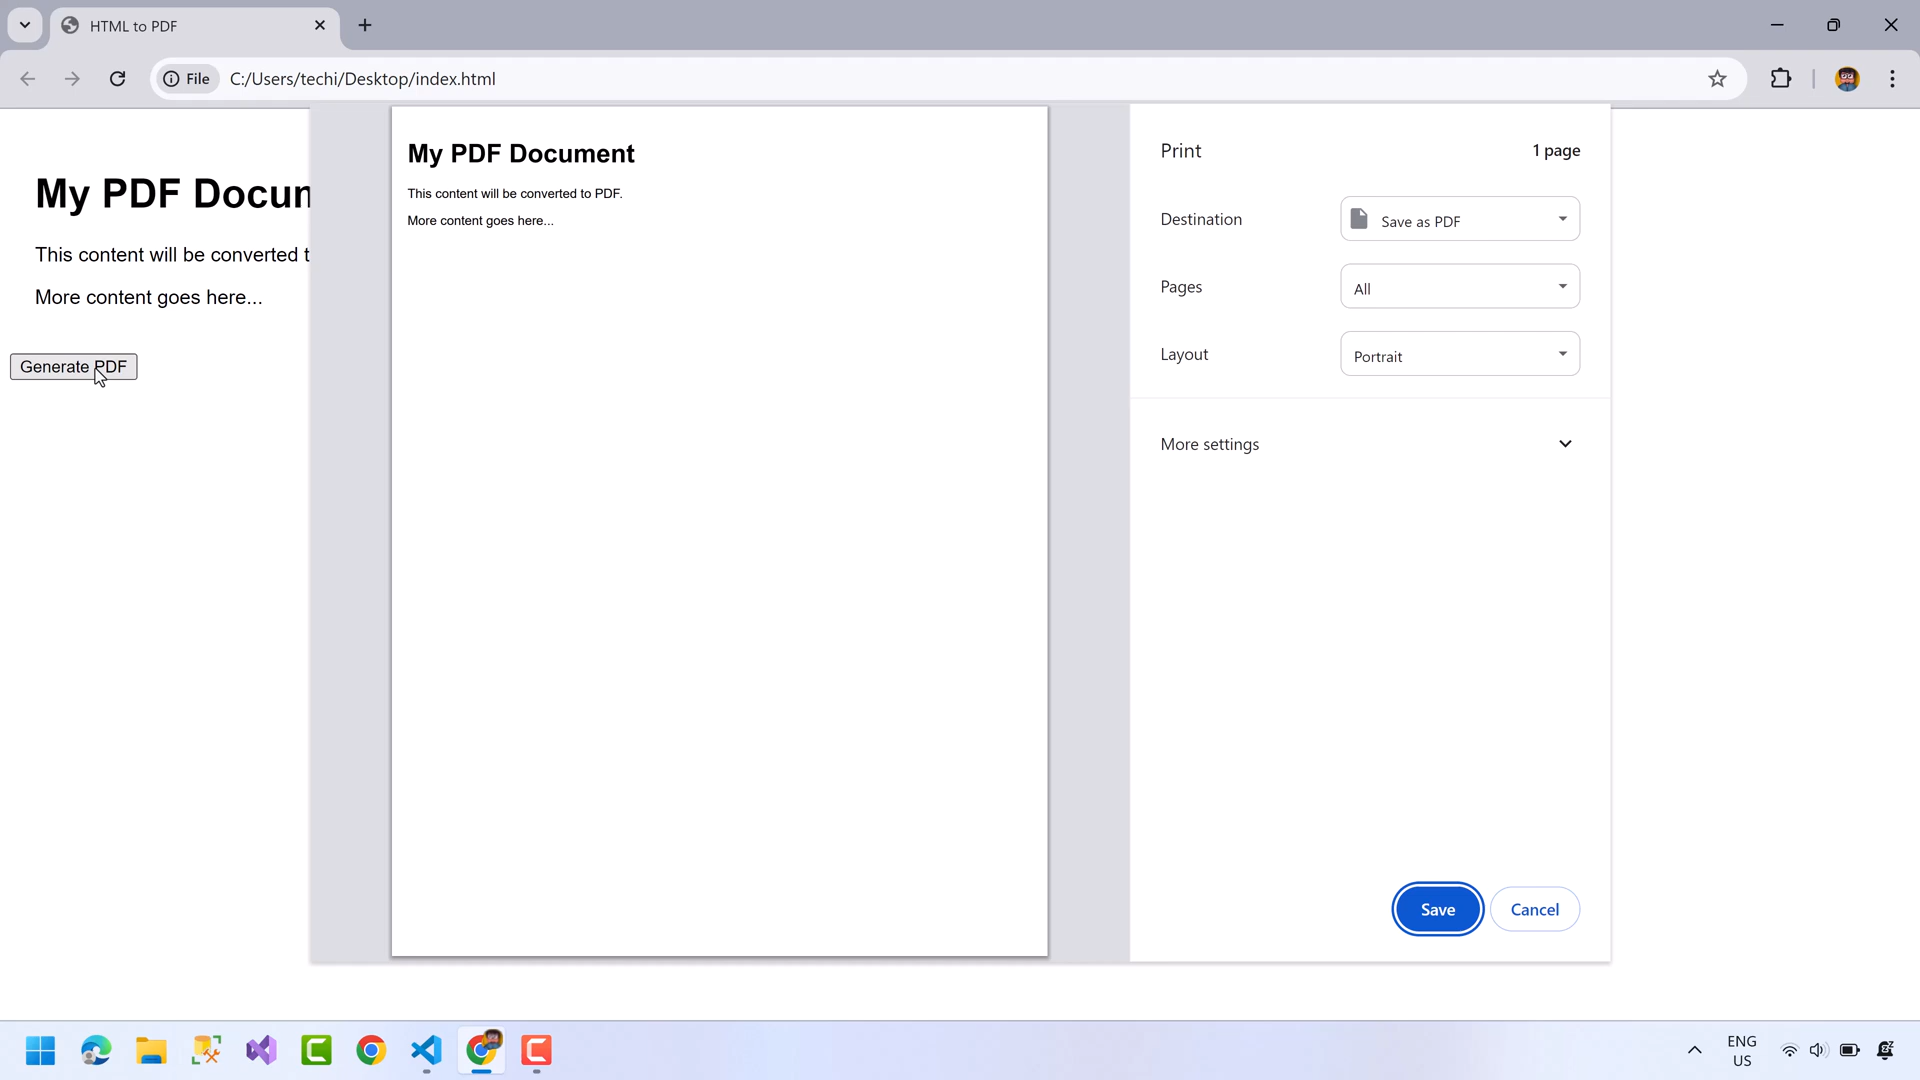 HTML to PDF
File C:/Users/techi/Desktop/index.html
My PDF Docum
This content will be converted t
More content goes here...
Generate PDF
My PDF Document
This content will be converted to PDF.
More content goes here...
Print 1 page
Destination Save as PDF
Pages All
Layout Portrait
More settings
Save Cancel
ENG
US